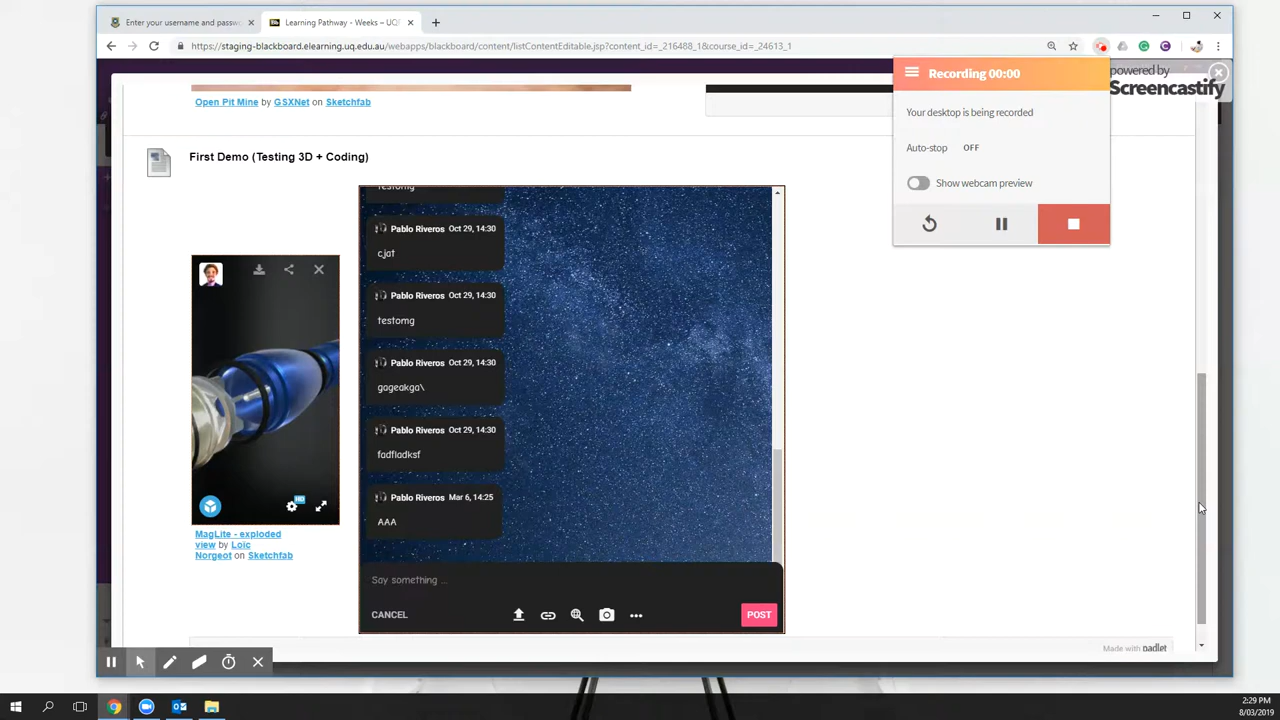 Enter your username and passwo
Learning Pathway - Weeks – UQF
https://staging-blackboard.elearning.uq.edu.au/webapps/blackboard/content/listContentEditable.jsp?content_id=_216488_1&course_id=_24613_1
Recording 00:00
powered by
Screencastify
Your desktop is being recorded
Auto-stop OFF
Show webcam preview
Open Pit Mine by GSXNet on Sketchfab
First Demo (Testing 3D + Coding)
testomg
Pablo Riveros Oct 29, 14:30
cjat
Pablo Riveros Oct 29, 14:30
testomg
Pablo Riveros Oct 29, 14:30
gageakga\
Pablo Riveros Oct 29, 14:30
fadfladksf
Pablo Riveros Mar 6, 14:25
AAA
HD
MagLite - exploded
view by Loïc
Norgeot on Sketchfab
Say something ...
CANCEL
POST
Made with padlet
2:29 PM
8/03/2019